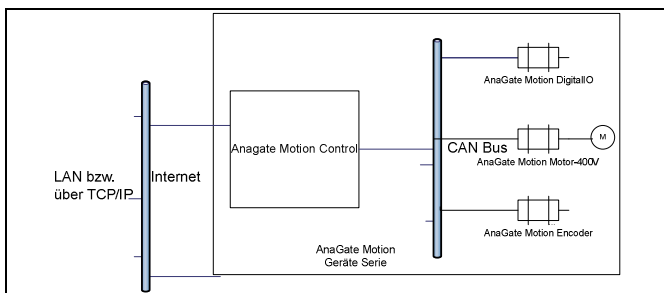 AnaGate Motion DigitalIO
M
Anagate Motion Control
CAN Bus
AnaGate Motion Motor-400V
LAN bzw. Internet
über TCP/IP
AnaGate Motion Encoder
AnaGate Motion
Geräte Serie